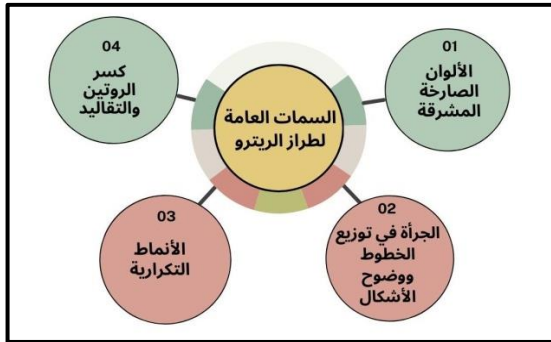 السمات العامة
لطراز الريترو
01
الألوان
الصارخة
المشرقة
02
الجرأة في توزيع
الخطوط
ووضوح
الأشكال
03
الأنماط
التكرارية
04
كسر
الروتين
والتقاليد